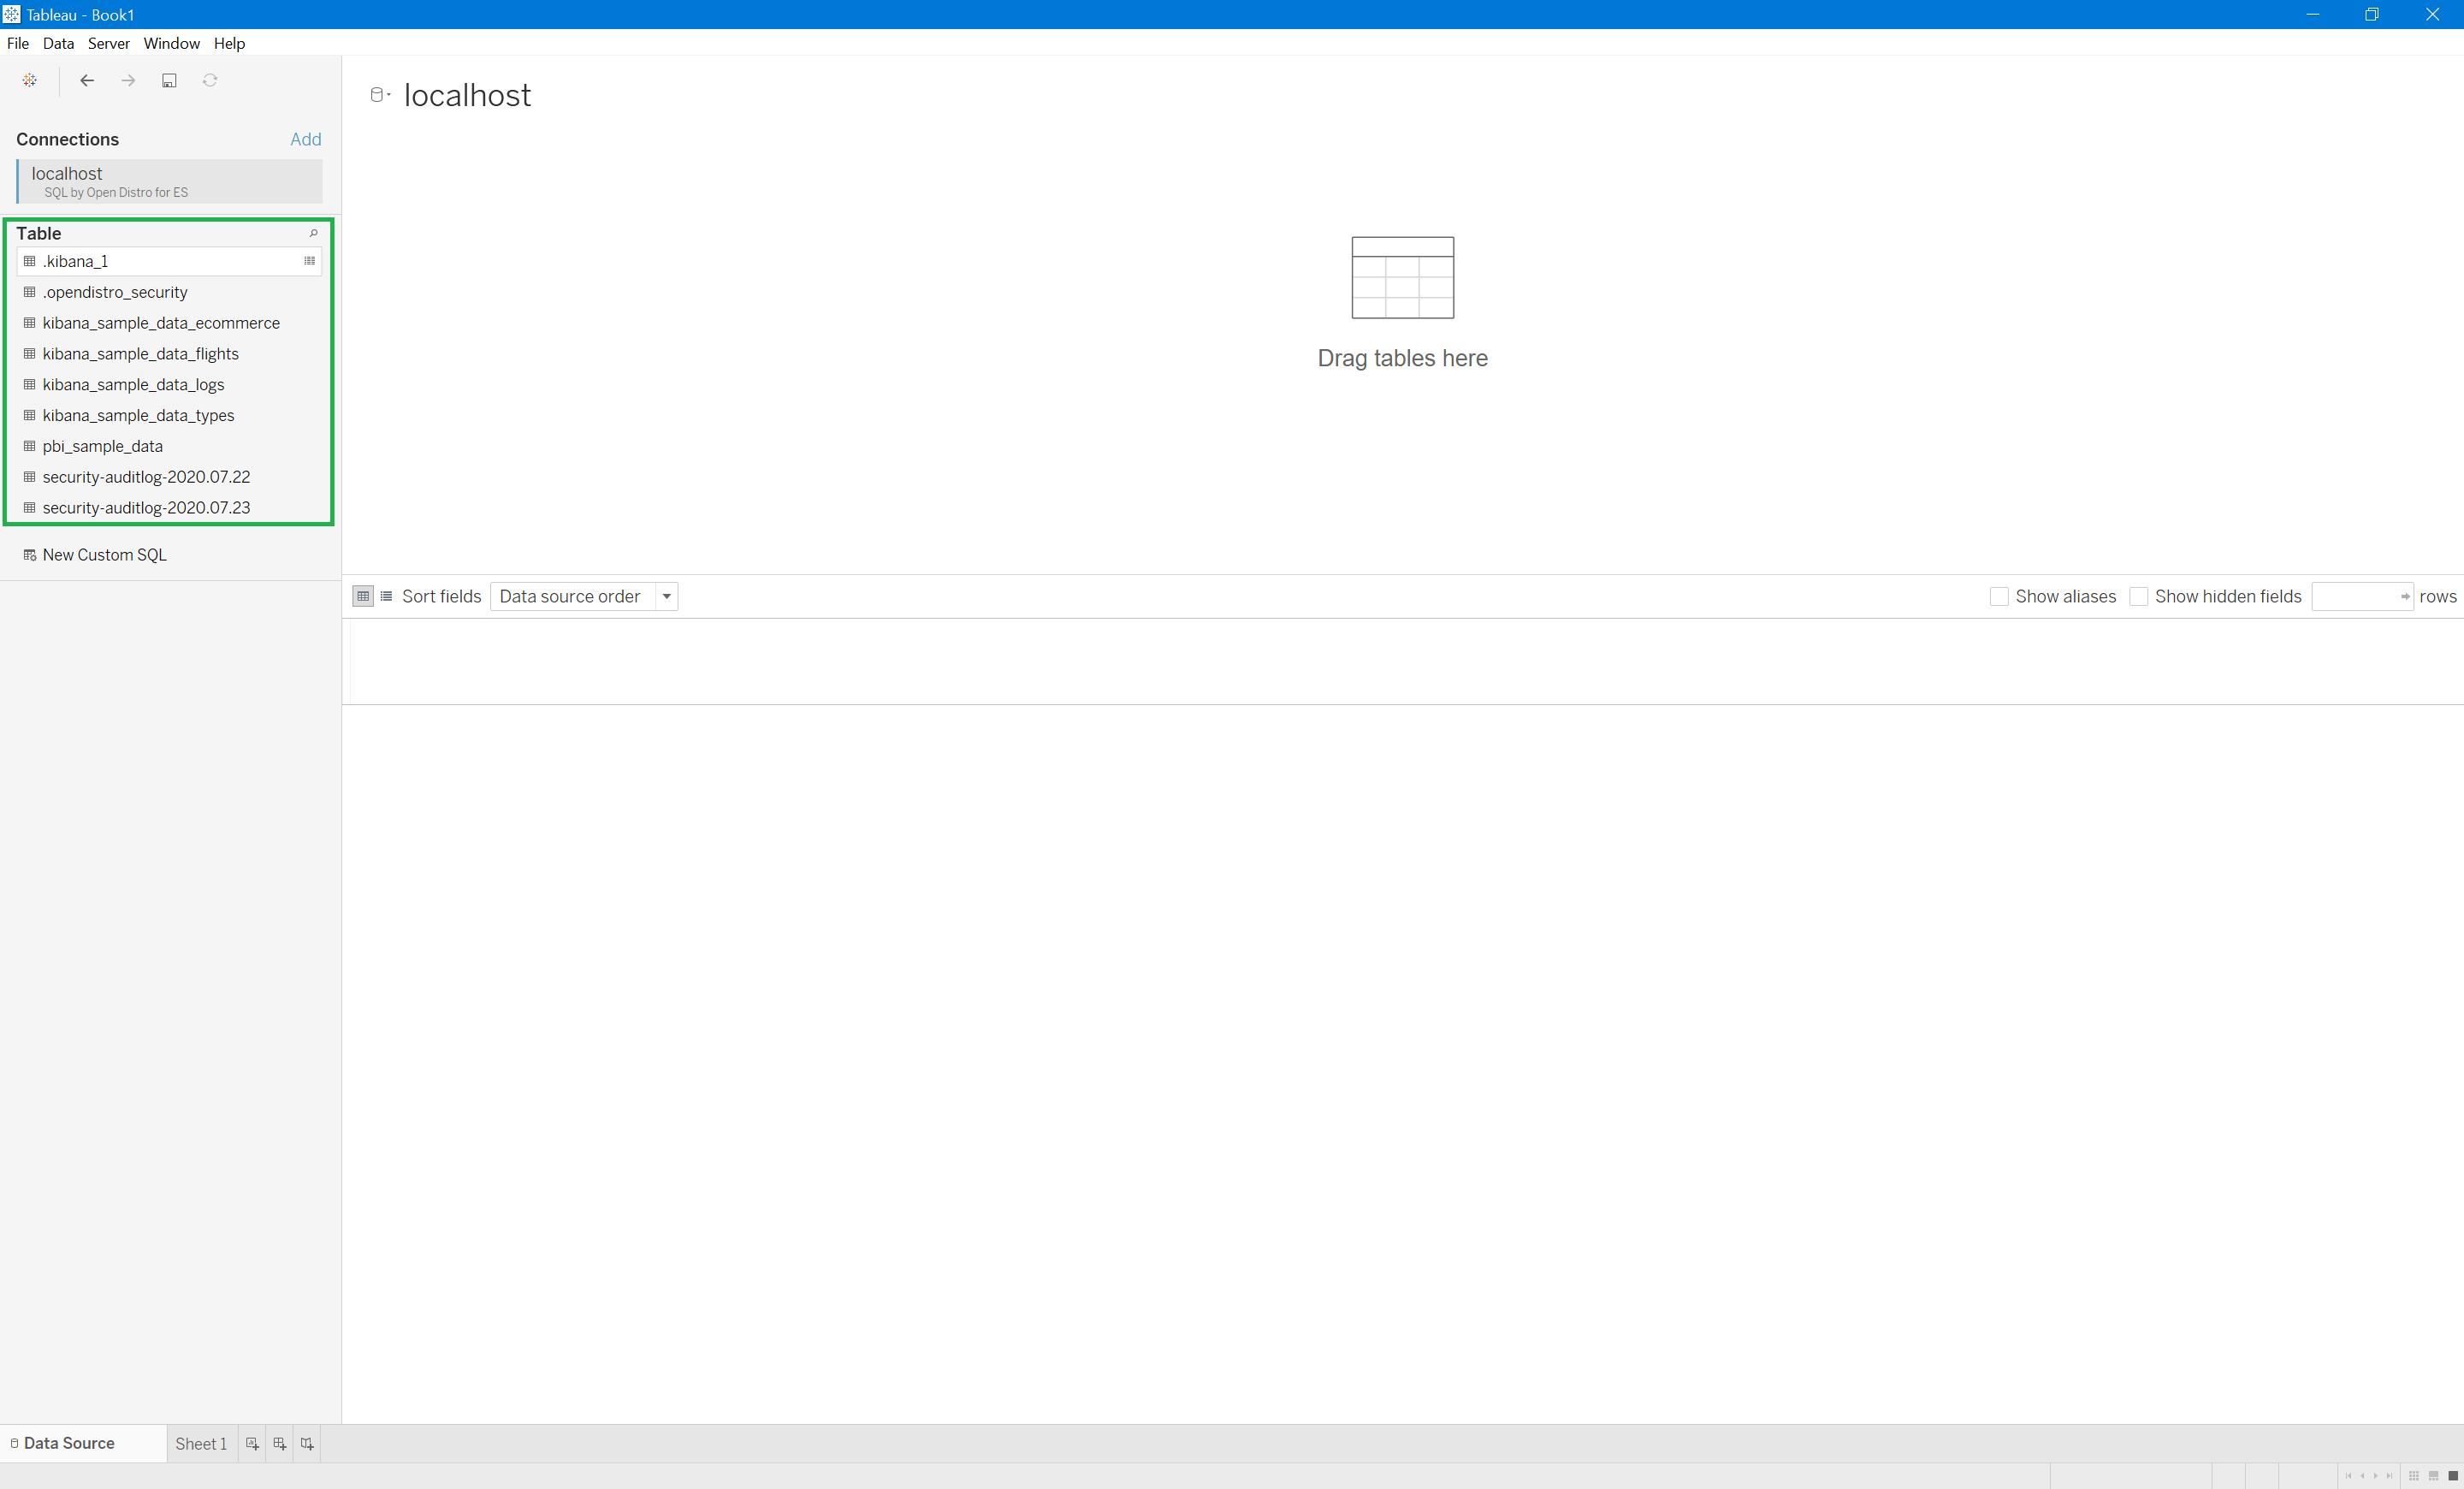 Tableau - Book1
File Data Server Window Help
localhost
Connections Add
localhost
SQL by Open Distro for ES
Table
.kibana_1
.opendistro_security
kibana_sample_data_ecommerce
kibana_sample_data_flights
kibana_sample_data_logs
kibana_sample_data_types
pbi_sample_data
security-auditlog-2020.07.22
security-auditlog-2020.07.23
New Custom SQL
Drag tables here
Sort fields Data source order Show aliases Show hidden fields rows
Data Source Sheet 1